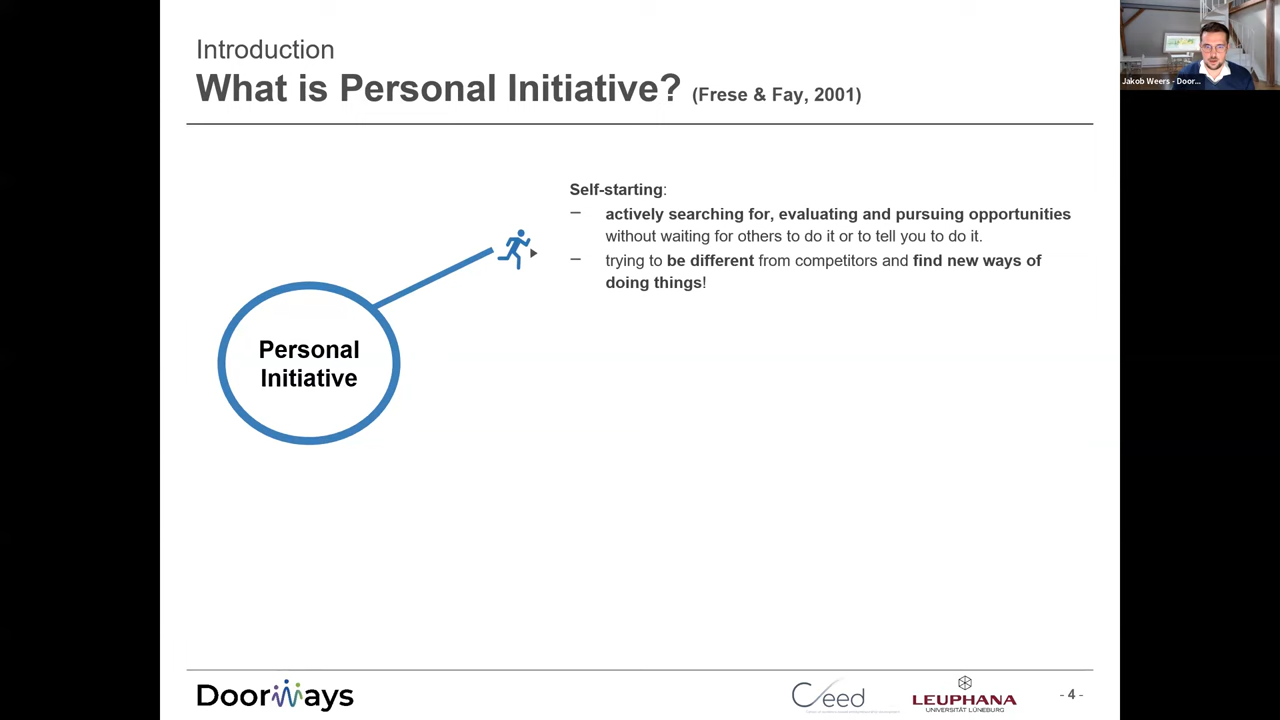 Introduction
What is Personal Initiative? (Frese & Fay, 2001)
Jakob Weers - Door...
Self-starting:
– actively searching for, evaluating and pursuing opportunities
without waiting for others to do it or to tell you to do it.
– trying to be different from competitors and find new ways of
doing things!
Personal
Initiative
Doorways
Ceed
LEUPHANA
UNIVERSITÄT LÜNEBURG
- 4 -